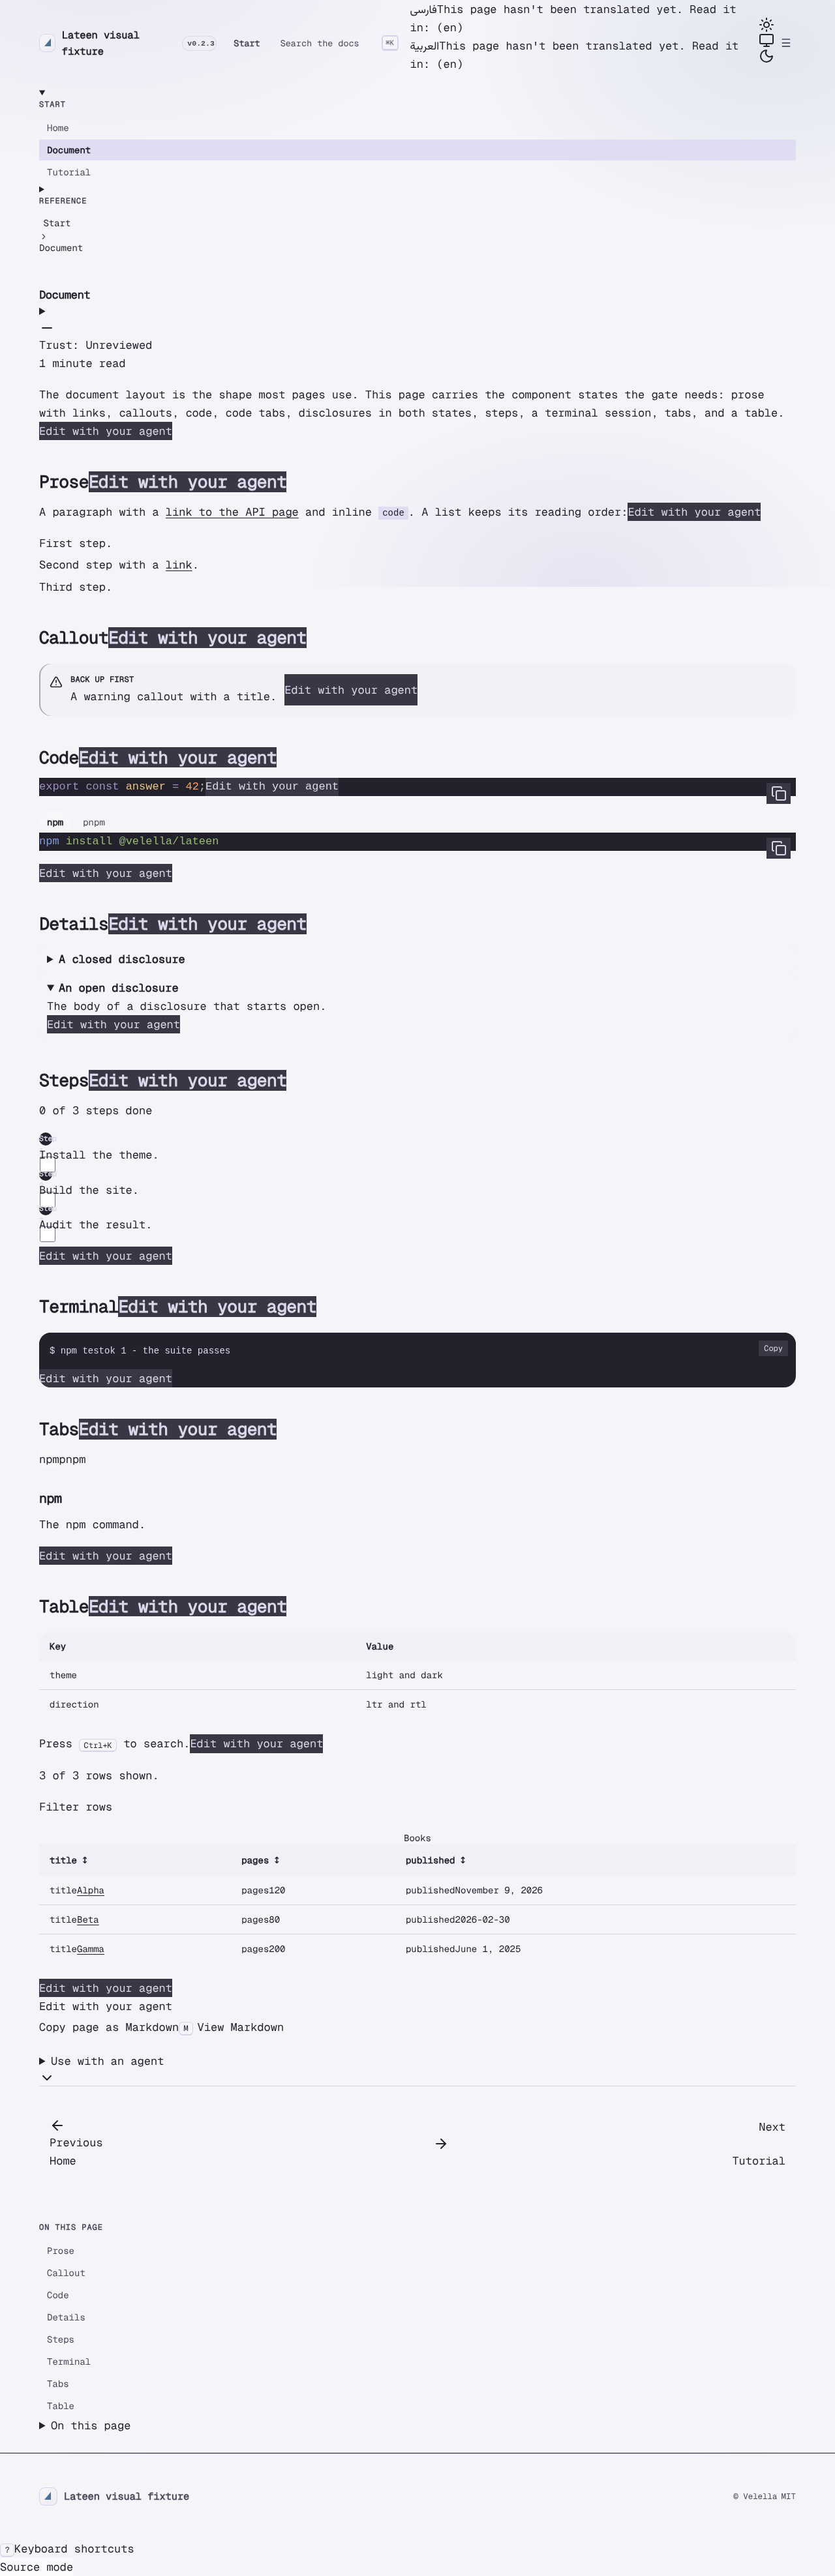 Lateen visual
fixture
v0.2.3
Start
Search the docs
⌘K
فارسیThis page hasn't been translated yet. Read it
in: (en)
العربيةThis page hasn't been translated yet. Read it
in: (en)
START
Home
Document
Tutorial
REFERENCE
Start
›
Document
Document
Trust: Unreviewed
1 minute read
The document layout is the shape most pages use. This page carries the component states the gate needs: prose
with links, callouts, code, code tabs, disclosures in both states, steps, a terminal session, tabs, and a table.
Edit with your agent
ProseEdit with your agent
A paragraph with a link to the API page and inline code. A list keeps its reading order:Edit with your agent
First step.
Second step with a link.
Third step.
CalloutEdit with your agent
BACK UP FIRST
A warning callout with a title. Edit with your agent
CodeEdit with your agent
export const answer = 42;Edit with your agent
npm pnpm
npm install @velella/lateen
Edit with your agent
DetailsEdit with your agent
A closed disclosure
An open disclosure
The body of a disclosure that starts open.
Edit with your agent
StepsEdit with your agent
0 of 3 steps done
Install the theme.
Build the site.
Audit the result.
Edit with your agent
TerminalEdit with your agent
$ npm testok 1 - the suite passes
Copy
Edit with your agent
TabsEdit with your agent
npmpnpm
npm
The npm command.
Edit with your agent
TableEdit with your agent
Key Value
theme light and dark
direction ltr and rtl
Press Ctrl+K to search.Edit with your agent
3 of 3 rows shown.
Filter rows
Books
title ↕ pages ↕ published ↕
titleAlpha pages120 publishedNovember 9, 2026
titleBeta pages80 published2026-02-30
titleGamma pages200 publishedJune 1, 2025
Edit with your agent
Edit with your agent
Copy page as MarkdownM View Markdown
Use with an agent
Previous
Home
Next
Tutorial
ON THIS PAGE
Prose
Callout
Code
Details
Steps
Terminal
Tabs
Table
On this page
Lateen visual fixture
© Velella MIT
? Keyboard shortcuts
Source mode